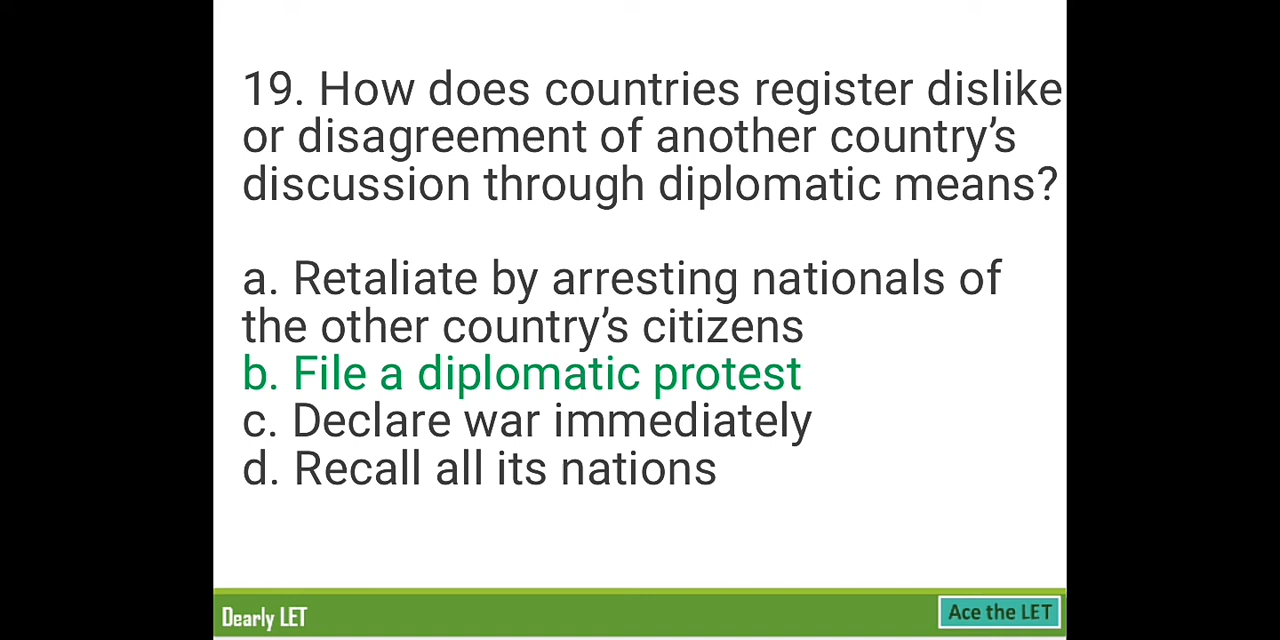 19. How does countries register dislike
or disagreement of another country’s
discussion through diplomatic means?
a. Retaliate by arresting nationals of
the other country’s citizens
b. File a diplomatic protest
c. Declare war immediately
d. Recall all its nations
Dearly LET
Ace the LET